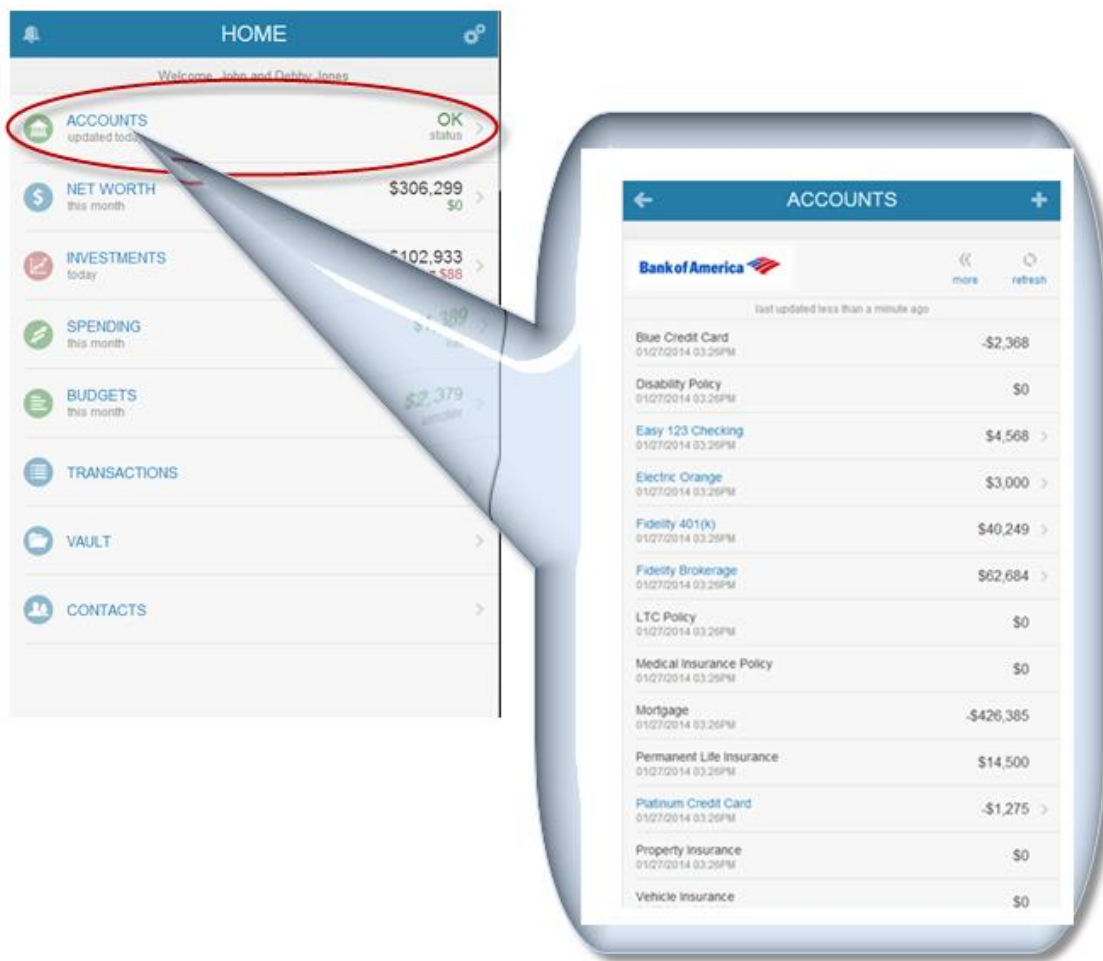 HOME
Welcome, John and Debby Jones
ACCOUNTS
updated today
OK
status
NET WORTH
this month
$306,299
$0
INVESTMENTS
today
$102,933
$88
SPENDING
this month
$1,389
BUDGETS
this month
$2,379
under
TRANSACTIONS
VAULT
CONTACTS
ACCOUNTS
Bank of America
more
refresh
last updated less than a minute ago
Blue Credit Card
-$2,368
01/27/2014 03:26PM
Disability Policy
$0
01/27/2014 03:26PM
Easy 123 Checking
$4,568
01/27/2014 03:26PM
Electric Orange
$3,000
01/27/2014 03:26PM
Fidelity 401(k)
$40,249
01/27/2014 03:26PM
Fidelity Brokerage
$62,684
01/27/2014 03:26PM
LTC Policy
$0
01/27/2014 03:26PM
Medical Insurance Policy
$0
01/27/2014 03:26PM
Mortgage
-$426,385
01/27/2014 03:26PM
Permanent Life Insurance
$14,500
01/27/2014 03:26PM
Platinum Credit Card
-$1,275
01/27/2014 03:26PM
Property Insurance
$0
01/27/2014 03:26PM
Vehicle Insurance
$0